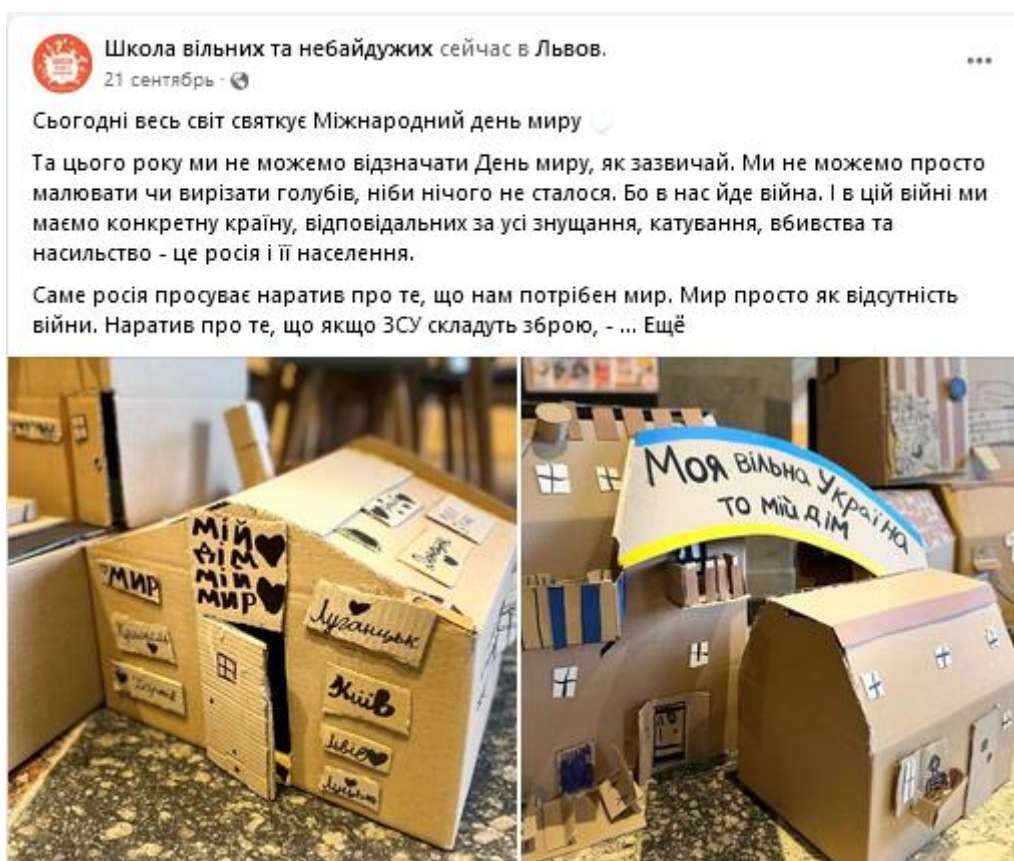 Школа вільних та небайдужих сейчас в Львов.
21 сентябрь ·
Сьогодні весь світ святкує Міжнародний день миру
Та цього року ми не можемо відзначати День миру, як зазвичай. Ми не можемо просто
малювати чи вирізати голубів, ніби нічого не сталося. Бо в нас йде війна. І в цій війні ми
маємо конкретну країну, відповідальних за усі знущання, катування, вбивства та
насильство - це росія і її населення.
Саме росія просуває наратив про те, що нам потрібен мир. Мир просто як відсутність
війни. Наратив про те, що якщо ЗСУ складуть зброю, - ... Ещё
МІЙ
ДІМ
МІЙ
МИР
МИР
Луганцьк
Київ
Львів
Моя вільна Україна
то мій дім